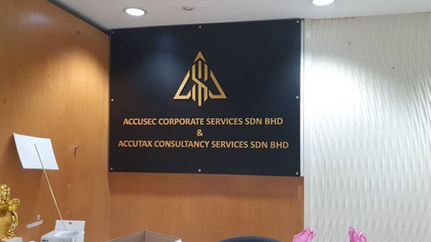 ACCUSEC CORPORATE SERVICES SDN BHD
&
ACCUTAX CONSULTANCY SERVICES SDN BHD